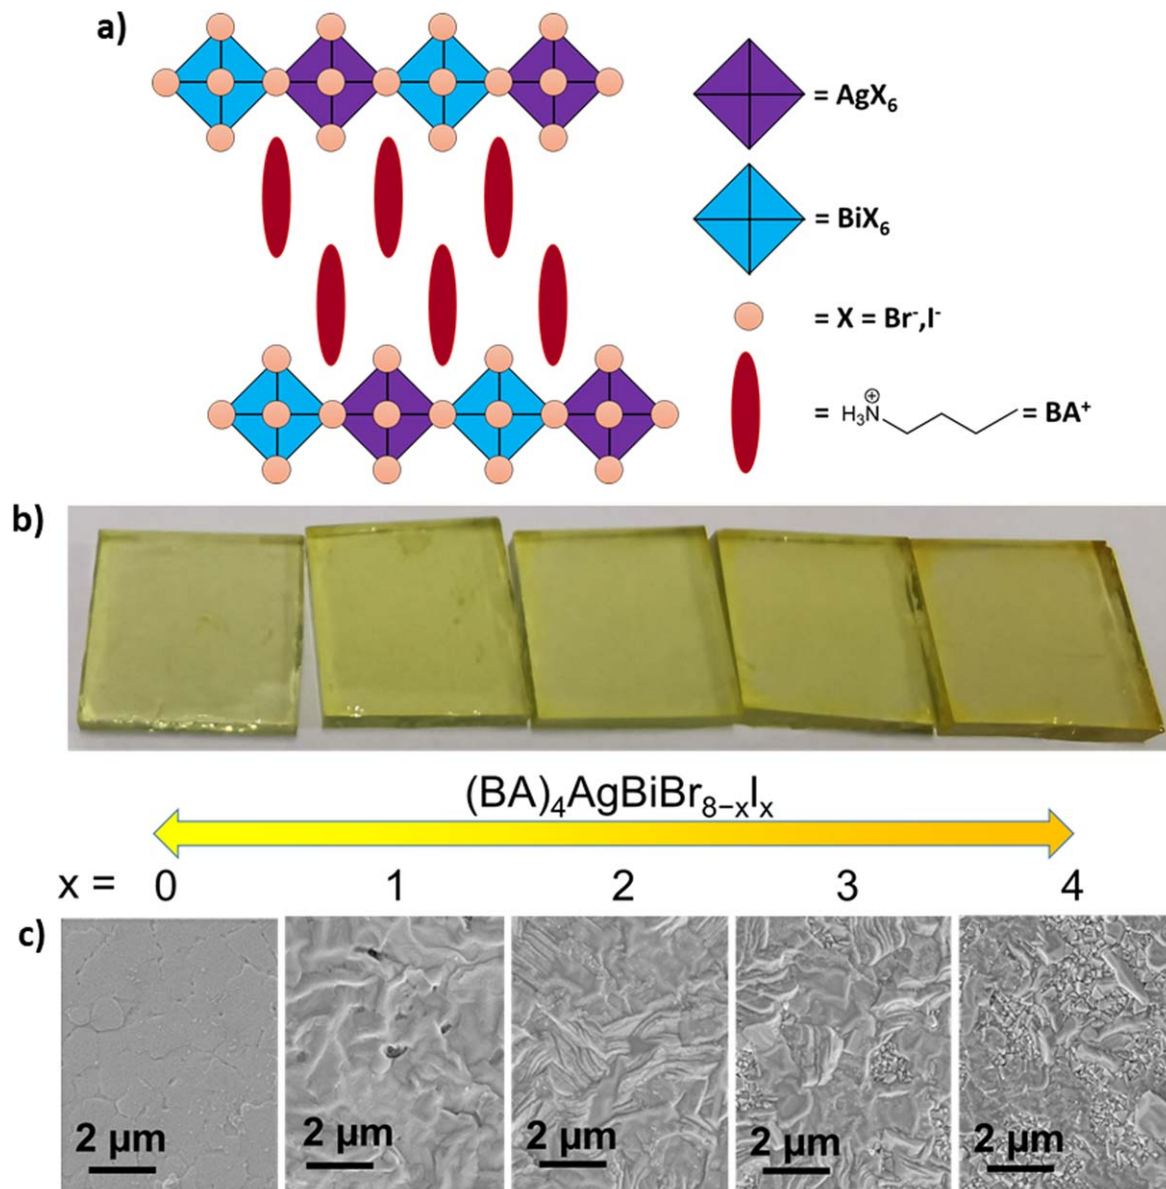 a)
= AgX₆
= BiX₆
= X = Br⁻,I⁻
= H₃N⊕ = BA⁺
b)
(BA)₄AgBiBr₈₋ₓIₓ
x = 0 1 2 3 4
c)
2 µm 2 µm 2 µm 2 µm 2 µm